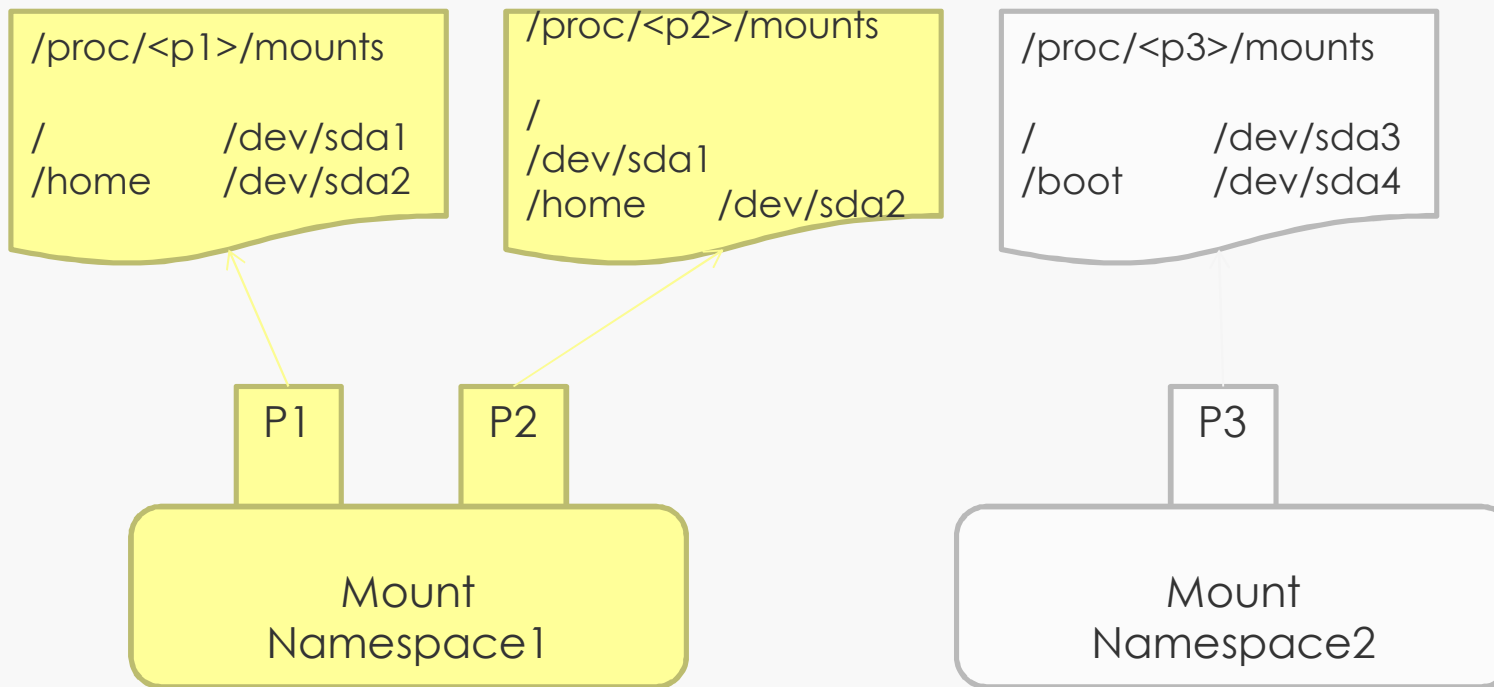 /proc/<p1>/mounts
/ /dev/sda1
/home /dev/sda2
/proc/<p2>/mounts
/
/dev/sda1
/home /dev/sda2
/proc/<p3>/mounts
/ /dev/sda3
/boot /dev/sda4
P1
P2
P3
Mount
Namespace1
Mount
Namespace2